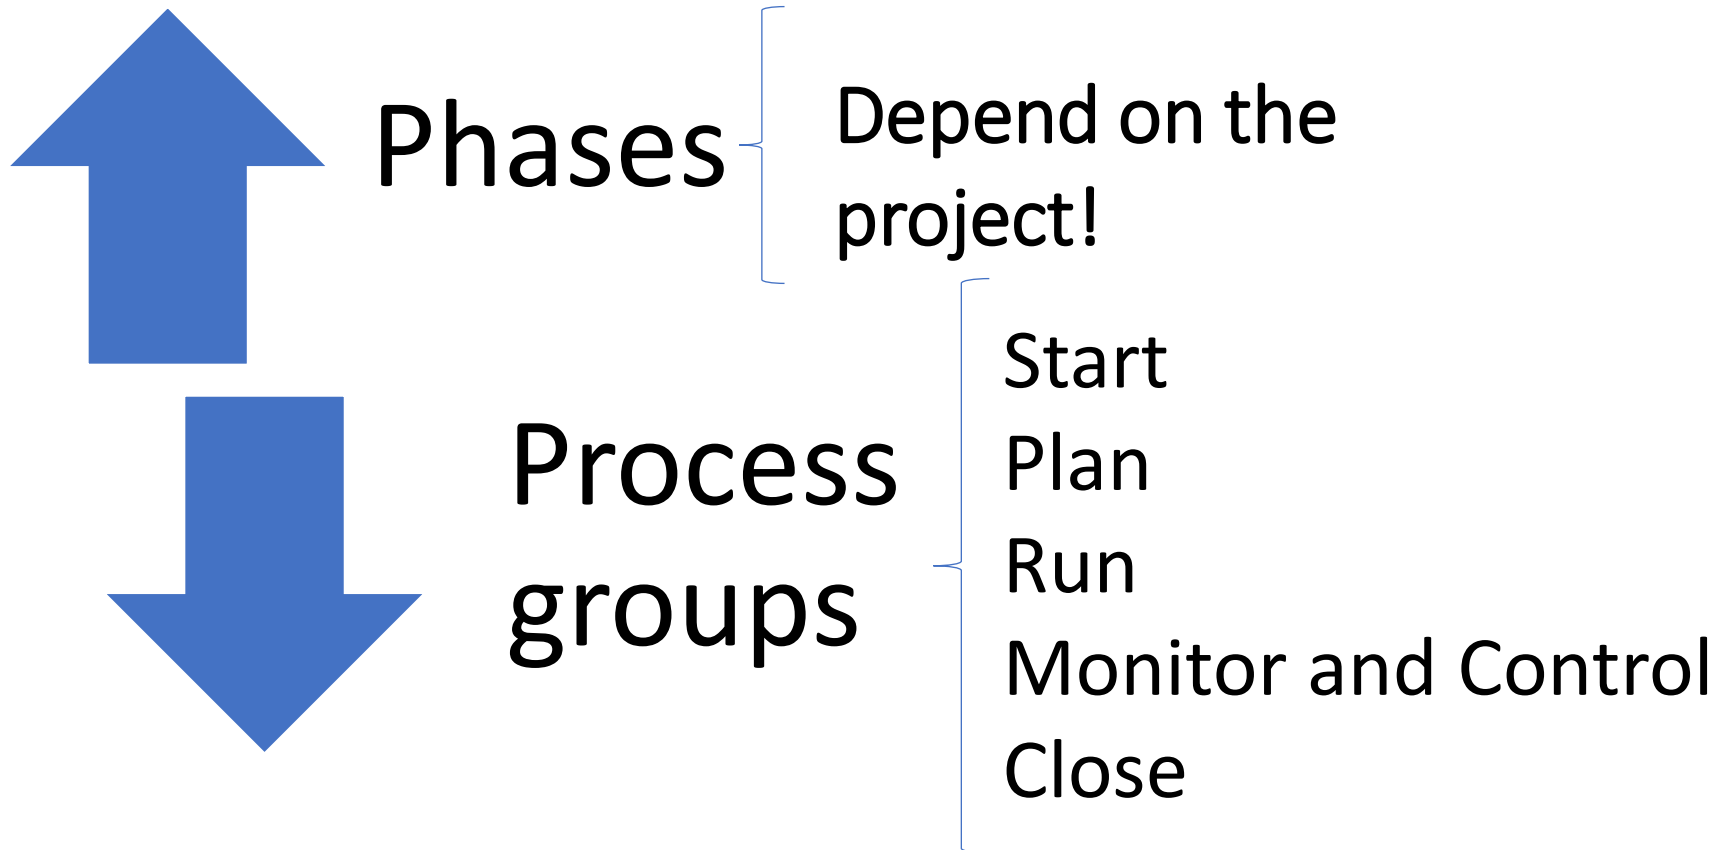 Phases
Depend on the
project!
Process
groups
Start
Plan
Run
Monitor and Control
Close